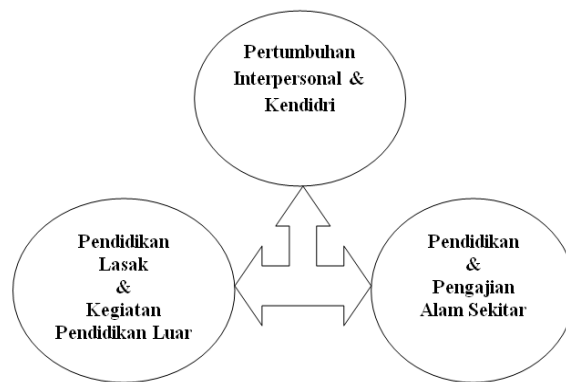 Pertumbuhan
Interpersonal &
Kendidri
Pendidikan
Lasak
&
Kegiatan
Pendidikan Luar
Pendidikan
&
Pengajian
Alam Sekitar